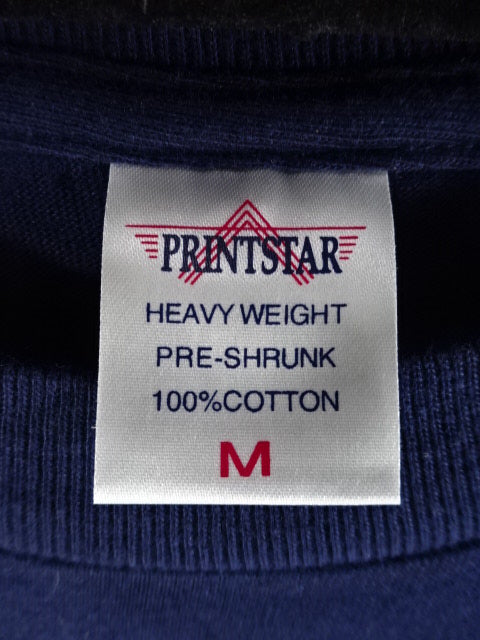 PRINTSTAR
HEAVY WEIGHT
PRE-SHRUNK
100%COTTON
M